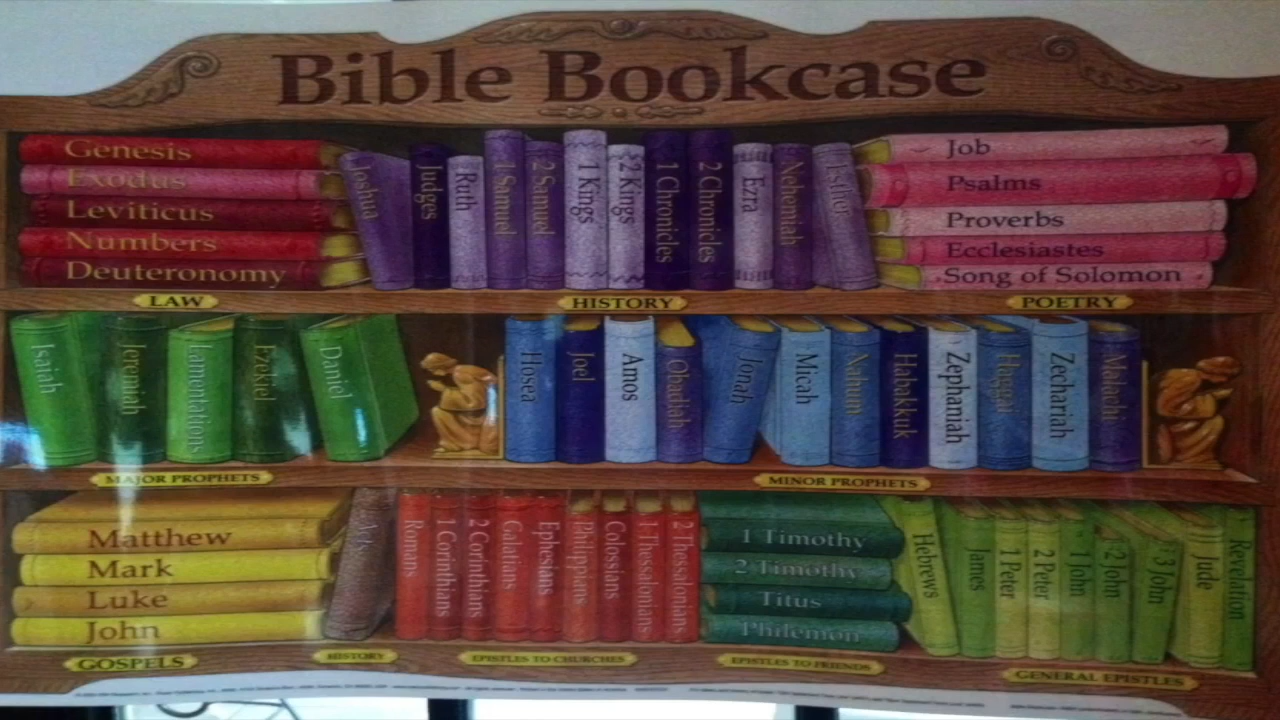 Bible Bookcase
Genesis
Exodus
Leviticus
Numbers
Deuteronomy
Joshua
Judges
Ruth
1 Samuel
2 Samuel
1 Kings
2 Kings
1 Chronicles
2 Chronicles
Ezra
Nehemiah
Esther
Job
Psalms
Proverbs
Ecclesiastes
Song of Solomon
LAW
HISTORY
POETRY
Isaiah
Jeremiah
Lamentations
Ezekiel
Daniel
Hosea
Joel
Amos
Obadiah
Jonah
Micah
Nahum
Habakkuk
Zephaniah
Haggai
Zechariah
Malachi
MAJOR PROPHETS
MINOR PROPHETS
Matthew
Mark
Luke
John
Acts
Romans
1 Corinthians
2 Corinthians
Galatians
Ephesians
Philippians
Colossians
1 Thessalonians
2 Thessalonians
1 Timothy
2 Timothy
Titus
Philemon
Hebrews
James
1 Peter
2 Peter
1 John
2 John
3 John
Jude
Revelation
GOSPELS
HISTORY
EPISTLES TO CHURCHES
EPISTLES TO FRIENDS
GENERAL EPISTLES